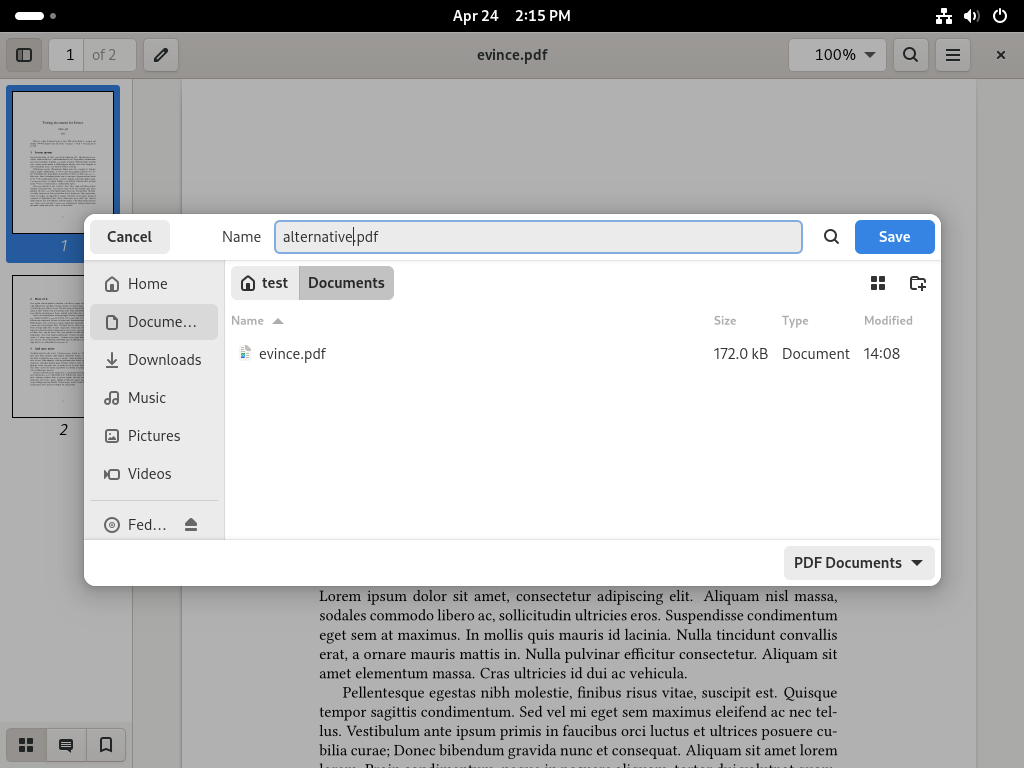 Apr 24 2:15 PM
1 of 2
evince.pdf
100%
Cancel
Name alternative.pdf
Save
Home
Docume…
Downloads
Music
Pictures
Videos
Fed…
test Documents
Name Size Type Modified
evince.pdf 172.0 kB Document 14:08
PDF Documents
1
2
Lorem ipsum dolor sit amet, consectetur adipiscing elit. Aliquam nisl massa,
sodales commodo libero ac, sollicitudin ultricies eros. Suspendisse condimentum
eget sem at maximus. In mollis quis mauris id lacinia. Nulla tincidunt convallis
erat, a ornare mauris mattis in. Nulla pulvinar efficitur consectetur. Aliquam sit
amet elementum massa. Cras ultricies id dui ac vehicula.
Pellentesque egestas nibh molestie, finibus risus vitae, suscipit est. Quisque
tempor sagittis condimentum. Sed vel mi eget sem maximus eleifend ac nec tel-
lus. Vestibulum ante ipsum primis in faucibus orci luctus et ultrices posuere cu-
bilia curae; Donec bibendum gravida nunc et consequat. Aliquam sit amet lorem